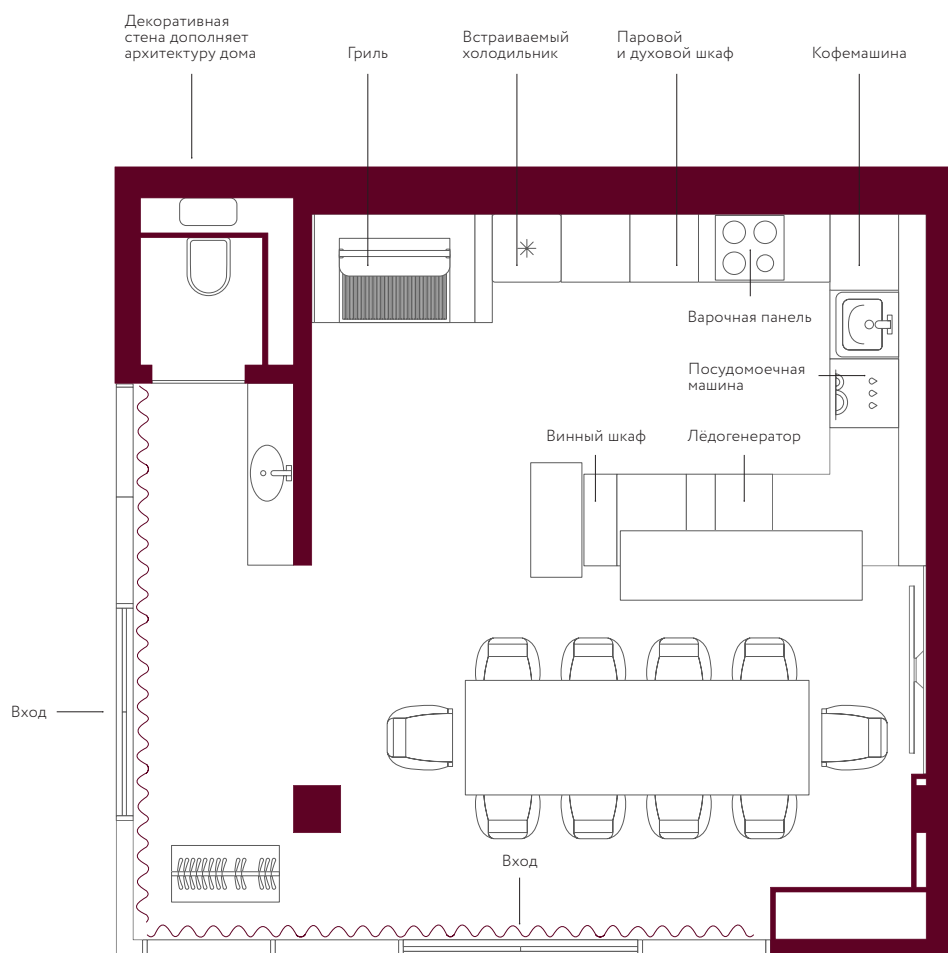 Декоративная
стена дополняет
архитектуру дома
Гриль
Встраиваемый
холодильник
Паровой
и духовой шкаф
Кофемашина
Варочная панель
Посудомоечная
машина
Винный шкаф
Лёдогенератор
Вход
Вход